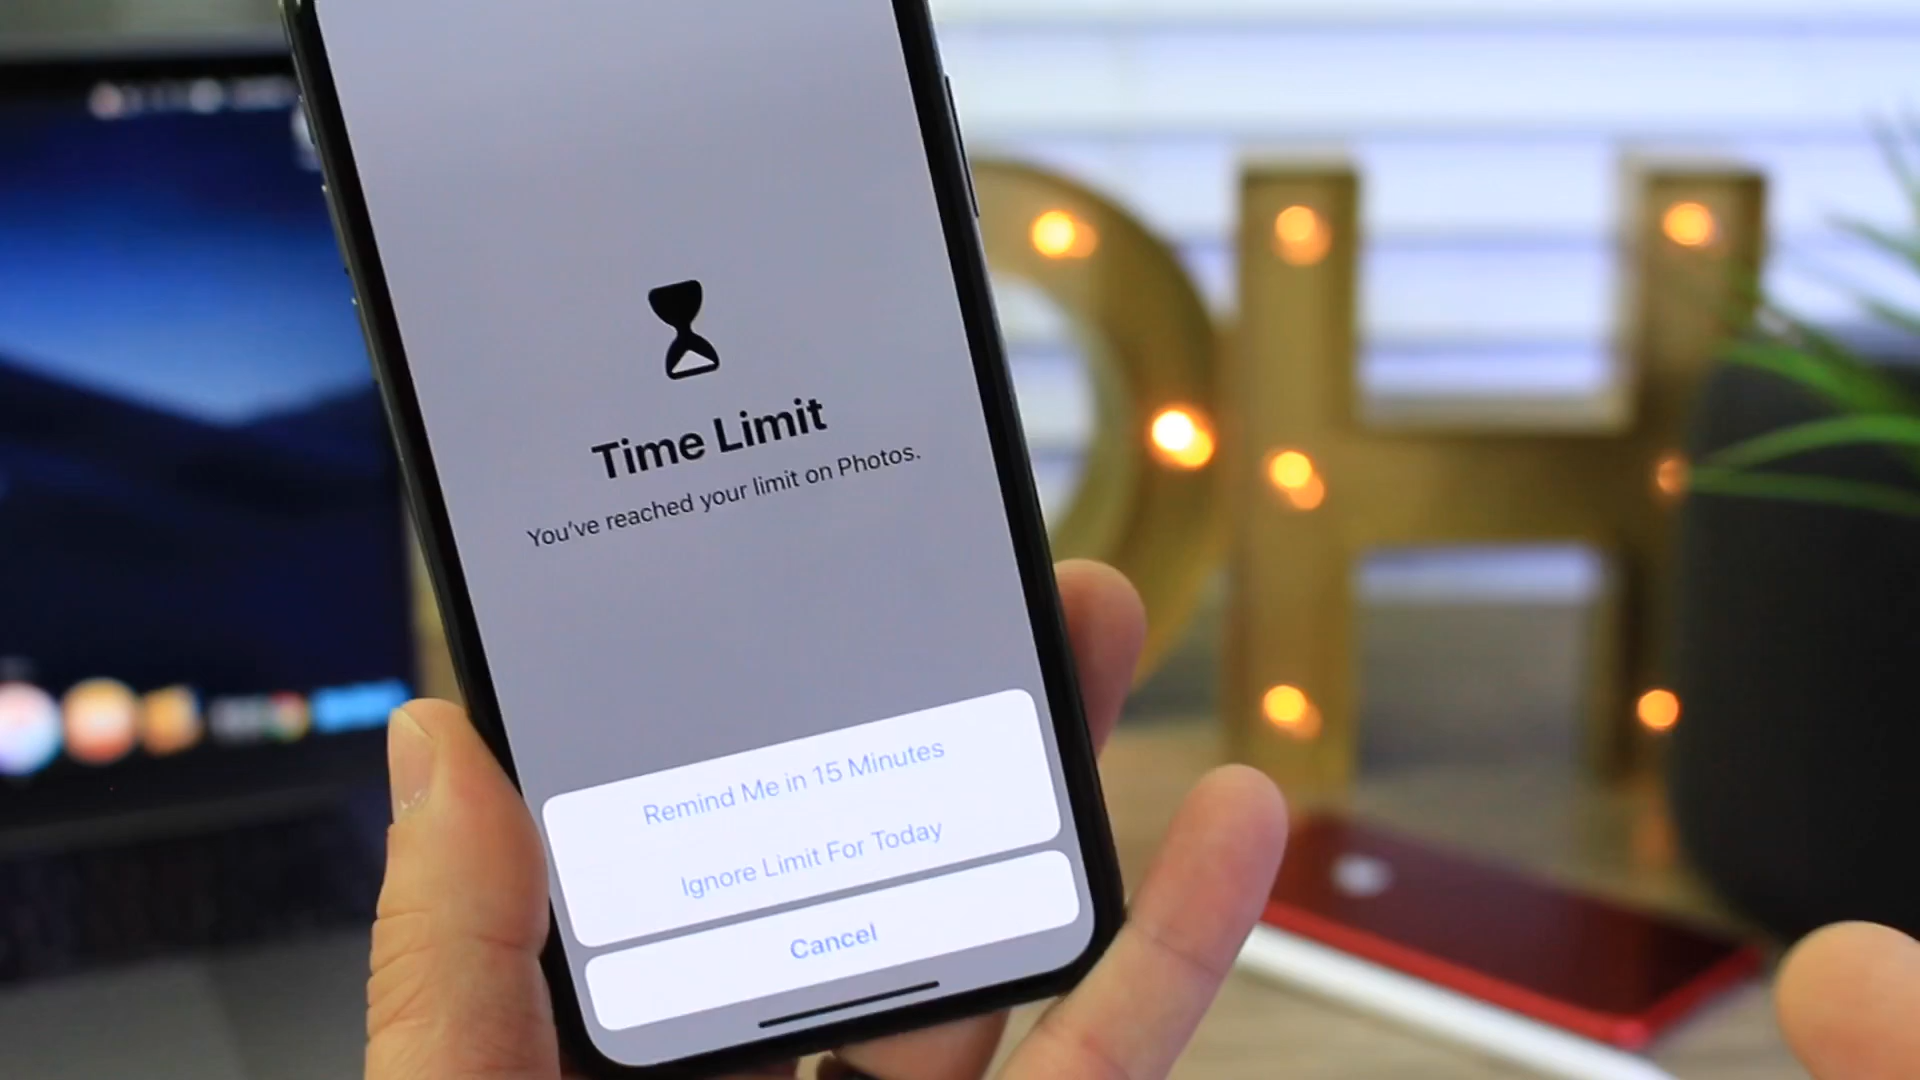 Time Limit
You've reached your limit on Photos.
Remind Me in 15 Minutes
Ignore Limit For Today
Cancel
H